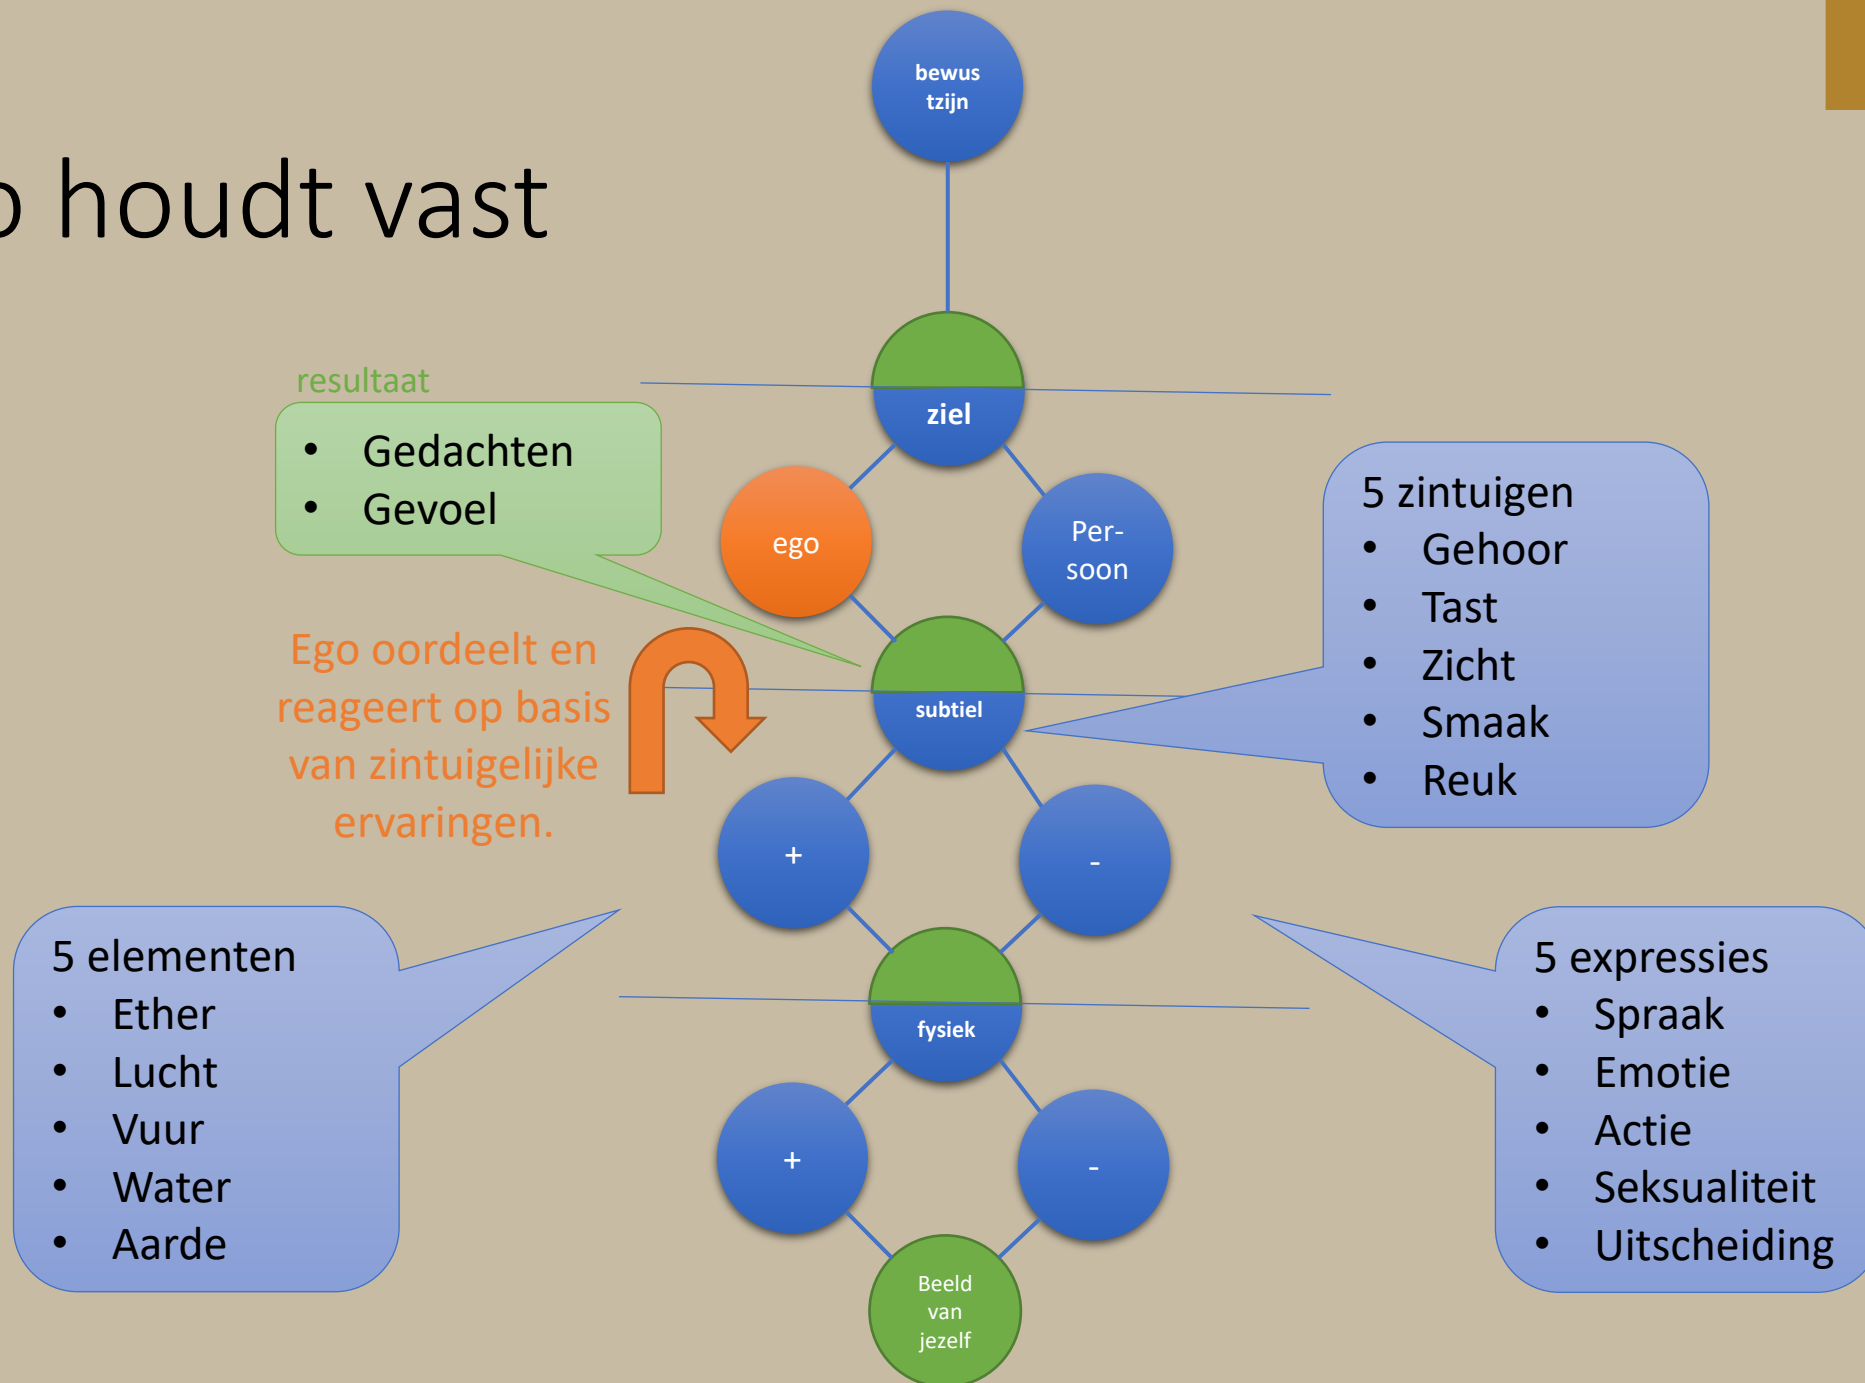 o houdt vast
bewus
tzijn
resultaat
• Gedachten
• Gevoel
ziel
ego
Per-
soon
5 zintuigen
• Gehoor
• Tast
• Zicht
• Smaak
• Reuk
Ego oordeelt en
reageert op basis
van zintuigelijke
ervaringen.
subtiel
+
-
5 elementen
• Ether
• Lucht
• Vuur
• Water
• Aarde
fysiek
5 expressies
• Spraak
• Emotie
• Actie
• Seksualiteit
• Uitscheiding
+
-
Beeld
van
jezelf